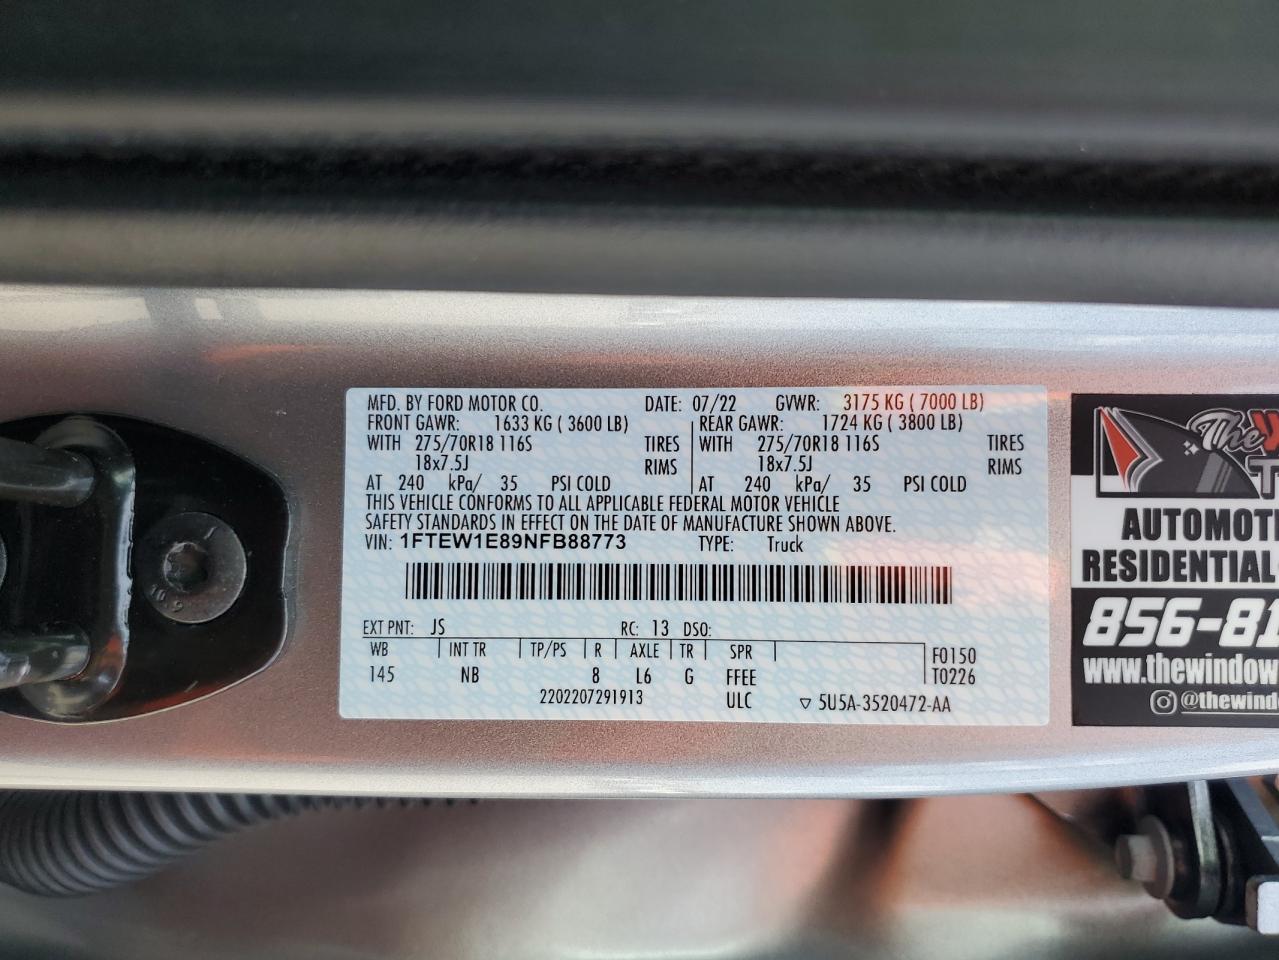 MFD. BY FORD MOTOR CO. DATE: 07/22 GVWR: 3175 KG ( 7000 LB)
FRONT GAWR: 1633 KG ( 3600 LB) REAR GAWR: 1724 KG ( 3800 LB)
WITH 275/70R18 116S TIRES WITH 275/70R18 116S TIRES
18x7.5J RIMS 18x7.5J RIMS
AT 240 kPa/ 35 PSI COLD AT 240 kPa/ 35 PSI COLD
THIS VEHICLE CONFORMS TO ALL APPLICABLE FEDERAL MOTOR VEHICLE
SAFETY STANDARDS IN EFFECT ON THE DATE OF MANUFACTURE SHOWN ABOVE.
VIN: 1FTEW1E89NFB88773 TYPE: Truck
EXT PNT: JS RC: 13 DSO:
WB INT TR TP/PS R AXLE TR SPR F0150
145 NB 8 L6 G FFEE T0226
2202207291913 ULC ▽ 5U5A-3520472-AA
The
AUTOMOTI
RESIDENTIAL
856-81
www.thewindow
@thewindo
10.9